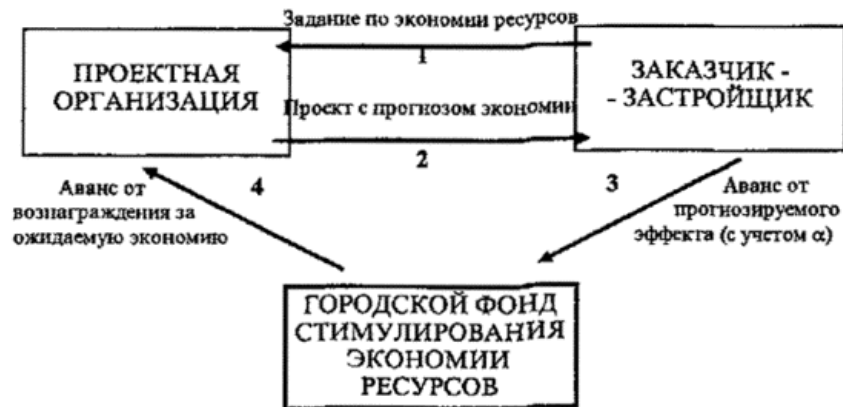 Задание по экономии ресурсов
1
ПРОЕКТНАЯ
ОРГАНИЗАЦИЯ
ЗАКАЗЧИК -
- ЗАСТРОЙЩИК
Проект с прогнозом экономии
2
4
3
Аванс от
вознаграждения за
ожидаемую экономию
Аванс от
прогнозируемого
эффекта (с учетом α)
ГОРОДСКОЙ ФОНД
СТИМУЛИРОВАНИЯ
ЭКОНОМИИ
РЕСУРСОВ